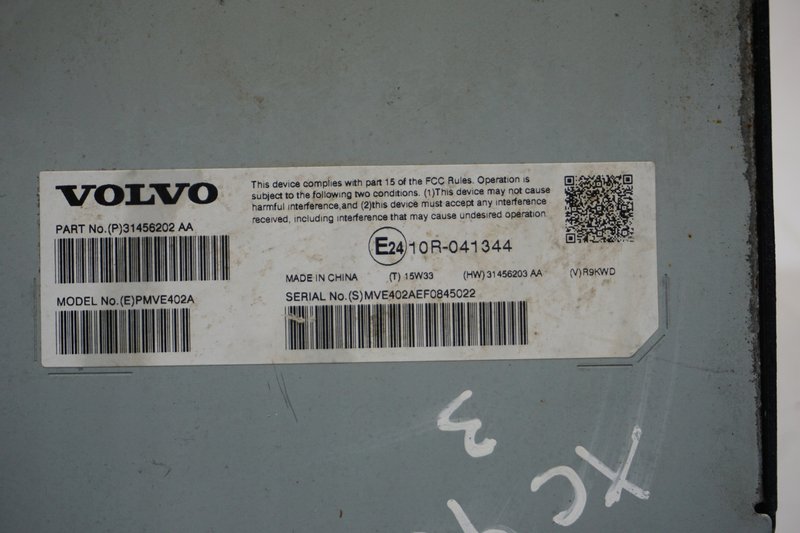 VOLVO
This device complies with part 15 of the FCC Rules. Operation is
subject to the following two conditions. (1)This device may not cause
harmful interference,and (2)this device must accept any interference
received, including interference that may cause undesired operation
PART No.(P)31456202 AA
E24 10R-041344
MADE IN CHINA (T) 15W33 (HW)31456203 AA (V)R9KWD
MODEL No.(E)PMVE402A
SERIAL No.(S)MVE402AEF0845022
XC